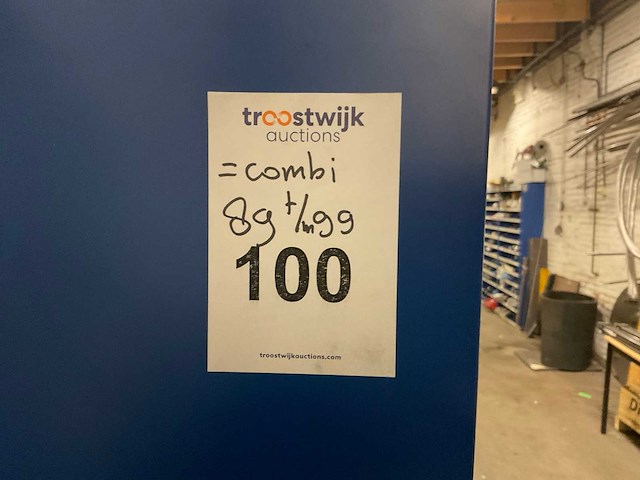 troostwijk
auctions
=combi
89 t/m 99
100
troostwijkauctions.com